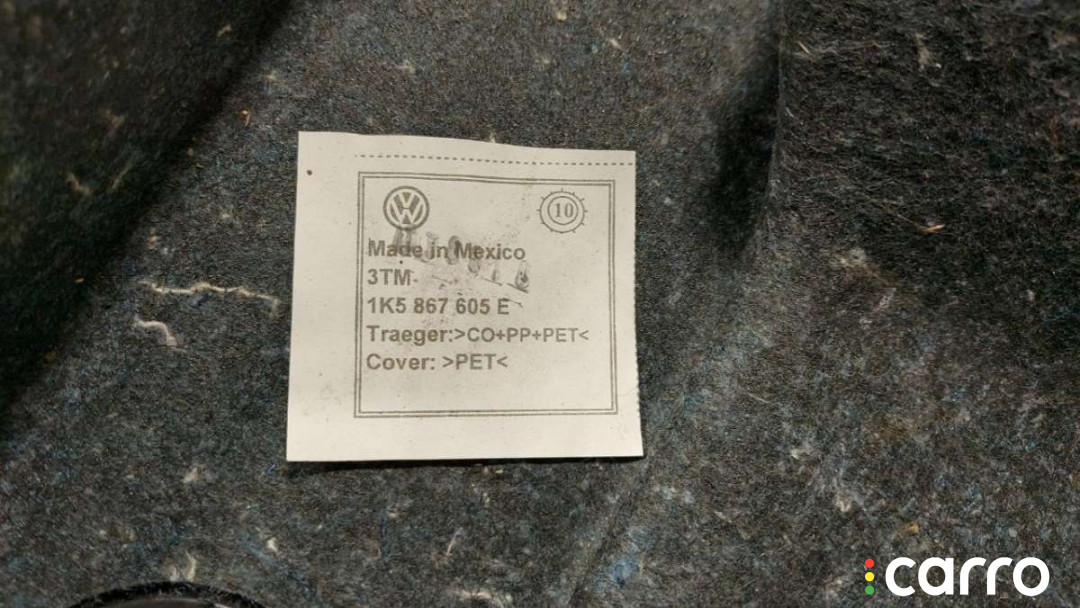 10
Made in Mexico
3TM
1K5 867 605 E
Traeger:>CO+PP+PET<
Cover: >PET<
carro